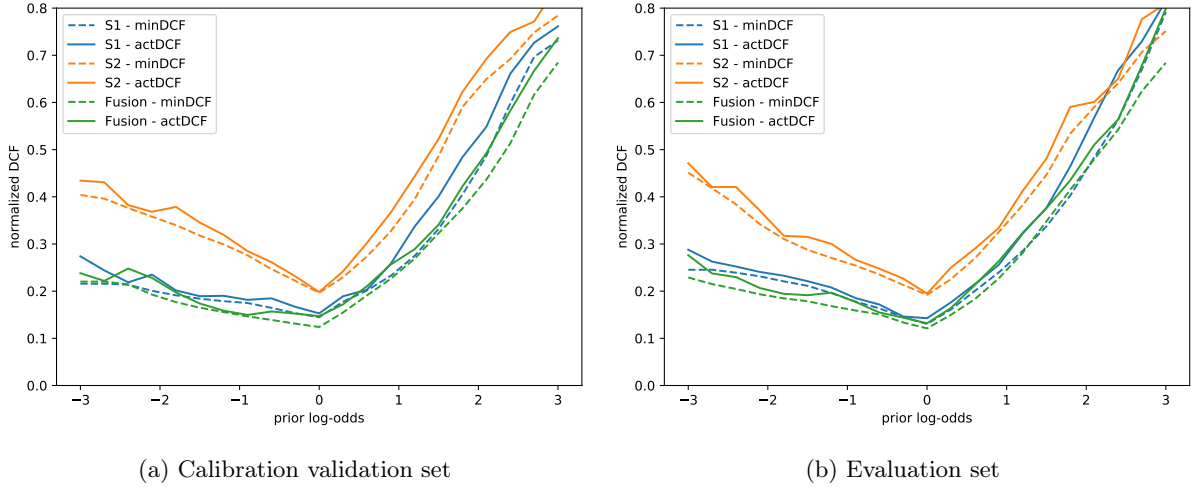 S1 - minDCF
S1 - actDCF
S2 - minDCF
S2 - actDCF
Fusion - minDCF
Fusion - actDCF
normalized DCF
0.8
0.7
0.6
0.5
0.4
0.3
0.2
0.1
0.0
−3 −2 −1 0 1 2 3
prior log-odds
(a) Calibration validation set
S1 - minDCF
S1 - actDCF
S2 - minDCF
S2 - actDCF
Fusion - minDCF
Fusion - actDCF
normalized DCF
0.8
0.7
0.6
0.5
0.4
0.3
0.2
0.1
0.0
−3 −2 −1 0 1 2 3
prior log-odds
(b) Evaluation set